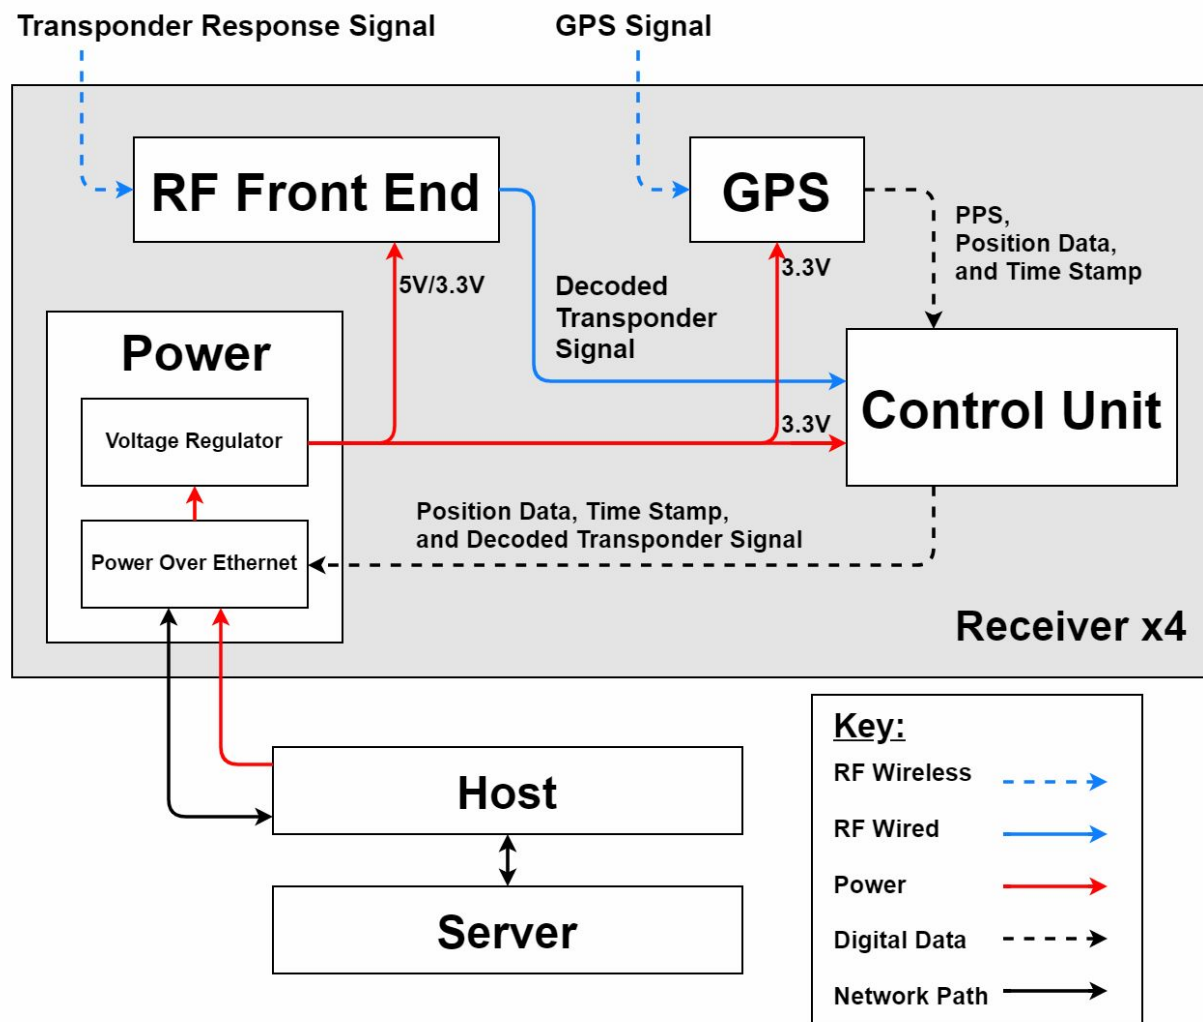 Transponder Response Signal
GPS Signal
RF Front End
GPS
PPS,
Position Data,
and Time Stamp
5V/3.3V
3.3V
Decoded
Transponder
Signal
Power
Control Unit
Voltage Regulator
3.3V
Position Data, Time Stamp,
and Decoded Transponder Signal
Power Over Ethernet
Receiver x4
Host
Server
Key:
RF Wireless
RF Wired
Power
Digital Data
Network Path